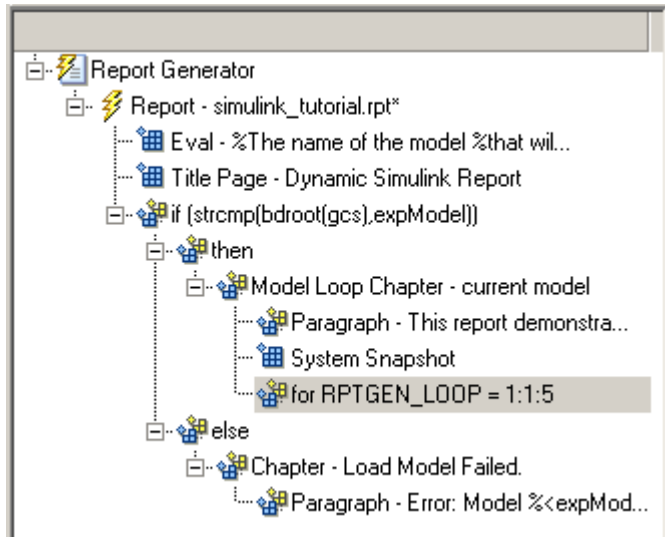 Report Generator
Report - simulink_tutorial.rpt*
Eval - %The name of the model %that wil...
Title Page - Dynamic Simulink Report
if (strcmp(bdroot(gcs),expModel))
then
Model Loop Chapter - current model
Paragraph - This report demonstra...
System Snapshot
for RPTGEN_LOOP = 1:1:5
else
Chapter - Load Model Failed.
Paragraph - Error: Model %<expMod...